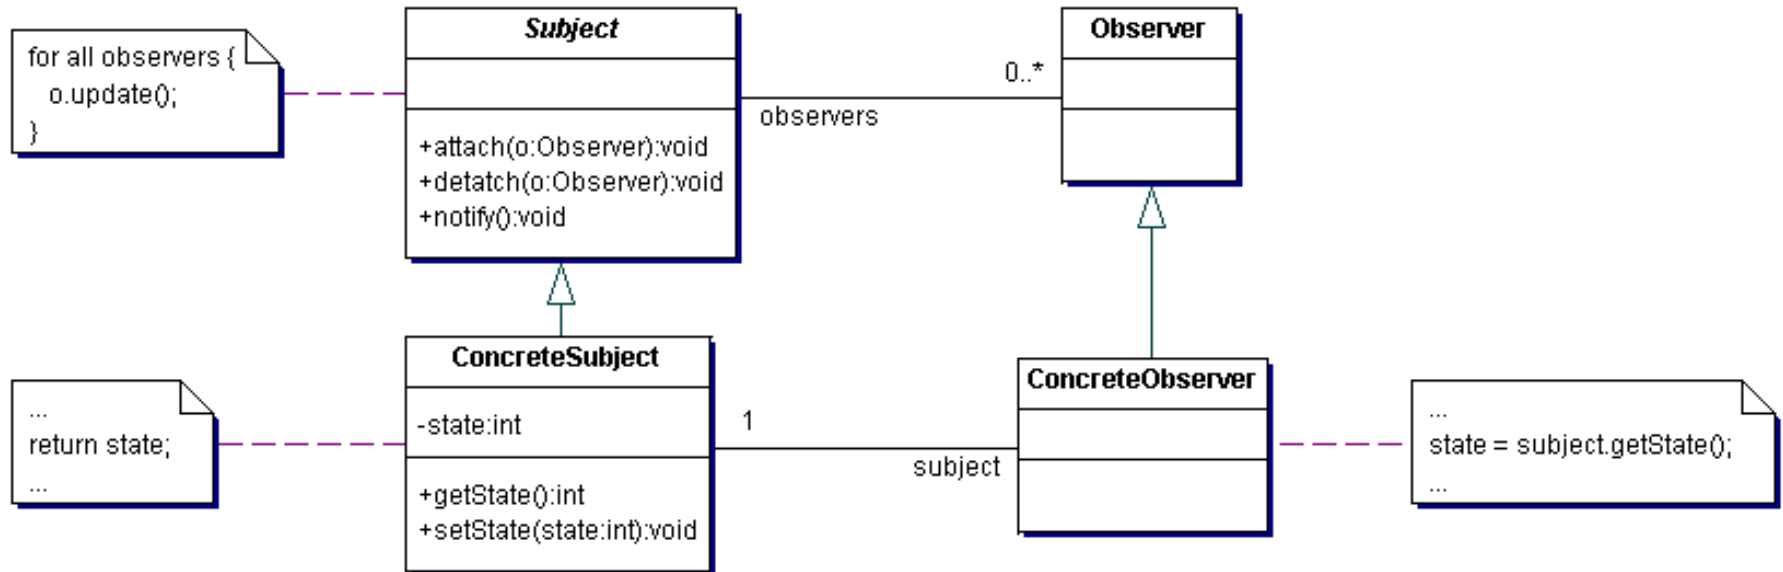 for all observers {
o.update();
}
Subject
+attach(o:Observer):void
+detatch(o:Observer):void
+notify():void
0..*
observers
Observer
...
return state;
...
ConcreteSubject
-state:int
+getState():int
+setState(state:int):void
1
subject
ConcreteObserver
...
state = subject.getState();
...